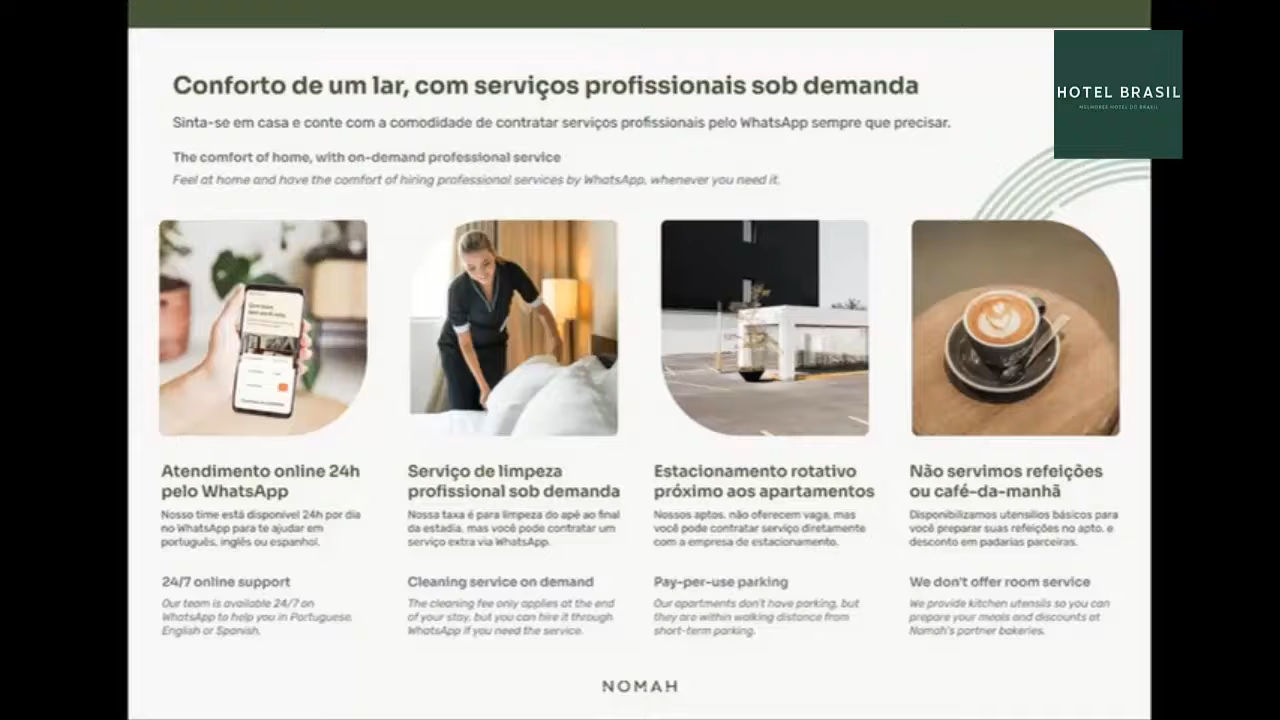 HOTEL BRASIL
MELHORES HOTEL DO BRASIL
Conforto de um lar, com serviços profissionais sob demanda
Sinta-se em casa e conte com a comodidade de contratar serviços profissionais pelo WhatsApp sempre que precisar.
The comfort of home, with on-demand professional service
Feel at home and have the comfort of hiring professional services by WhatsApp, whenever you need it.
Atendimento online 24h
pelo WhatsApp
Nosso time está disponível 24h por dia
no WhatsApp para te ajudar em
português, inglês ou espanhol.
24/7 online support
Our team is available 24/7 on
WhatsApp to help you in Portuguese,
English or Spanish.
Serviço de limpeza
profissional sob demanda
Nossa taxa é para limpeza do apê ao final
da estadia, mas você pode contratar um
serviço extra via WhatsApp.
Cleaning service on demand
The cleaning fee only applies at the end
of your stay, but you can hire it through
WhatsApp if you need the service.
Estacionamento rotativo
próximo aos apartamentos
Nossos aptos. não oferecem vaga, mas
você pode contratar serviço diretamente
com a empresa de estacionamento.
Pay-per-use parking
Our apartments don't have parking, but
they are within walking distance from
short-term parking.
Não servimos refeições
ou café-da-manhã
Disponibilizamos utensílios básicos para
você preparar suas refeições no apto. e
desconto em padarias parceiras.
We don't offer room service
We provide kitchen utensils so you can
prepare your meals and discounts at
Nomah's partner bakeries.
NOMAH